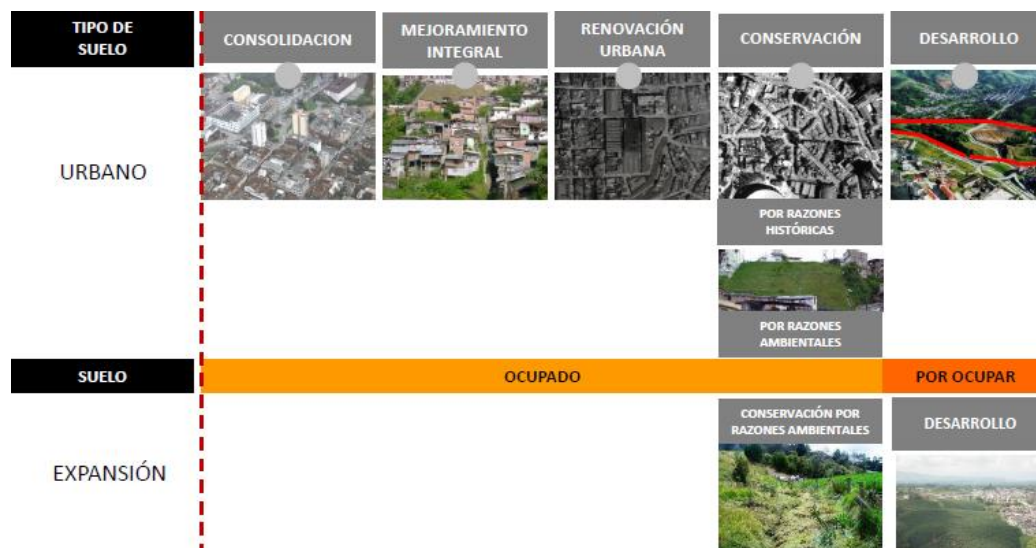 TIPO DE
SUELO
CONSOLIDACION
MEJORAMIENTO
INTEGRAL
RENOVACIÓN
URBANA
CONSERVACIÓN
DESARROLLO
URBANO
POR RAZONES
HISTÓRICAS
POR RAZONES
AMBIENTALES
SUELO
OCUPADO
POR OCUPAR
EXPANSIÓN
CONSERVACIÓN POR
RAZONES AMBIENTALES
DESARROLLO